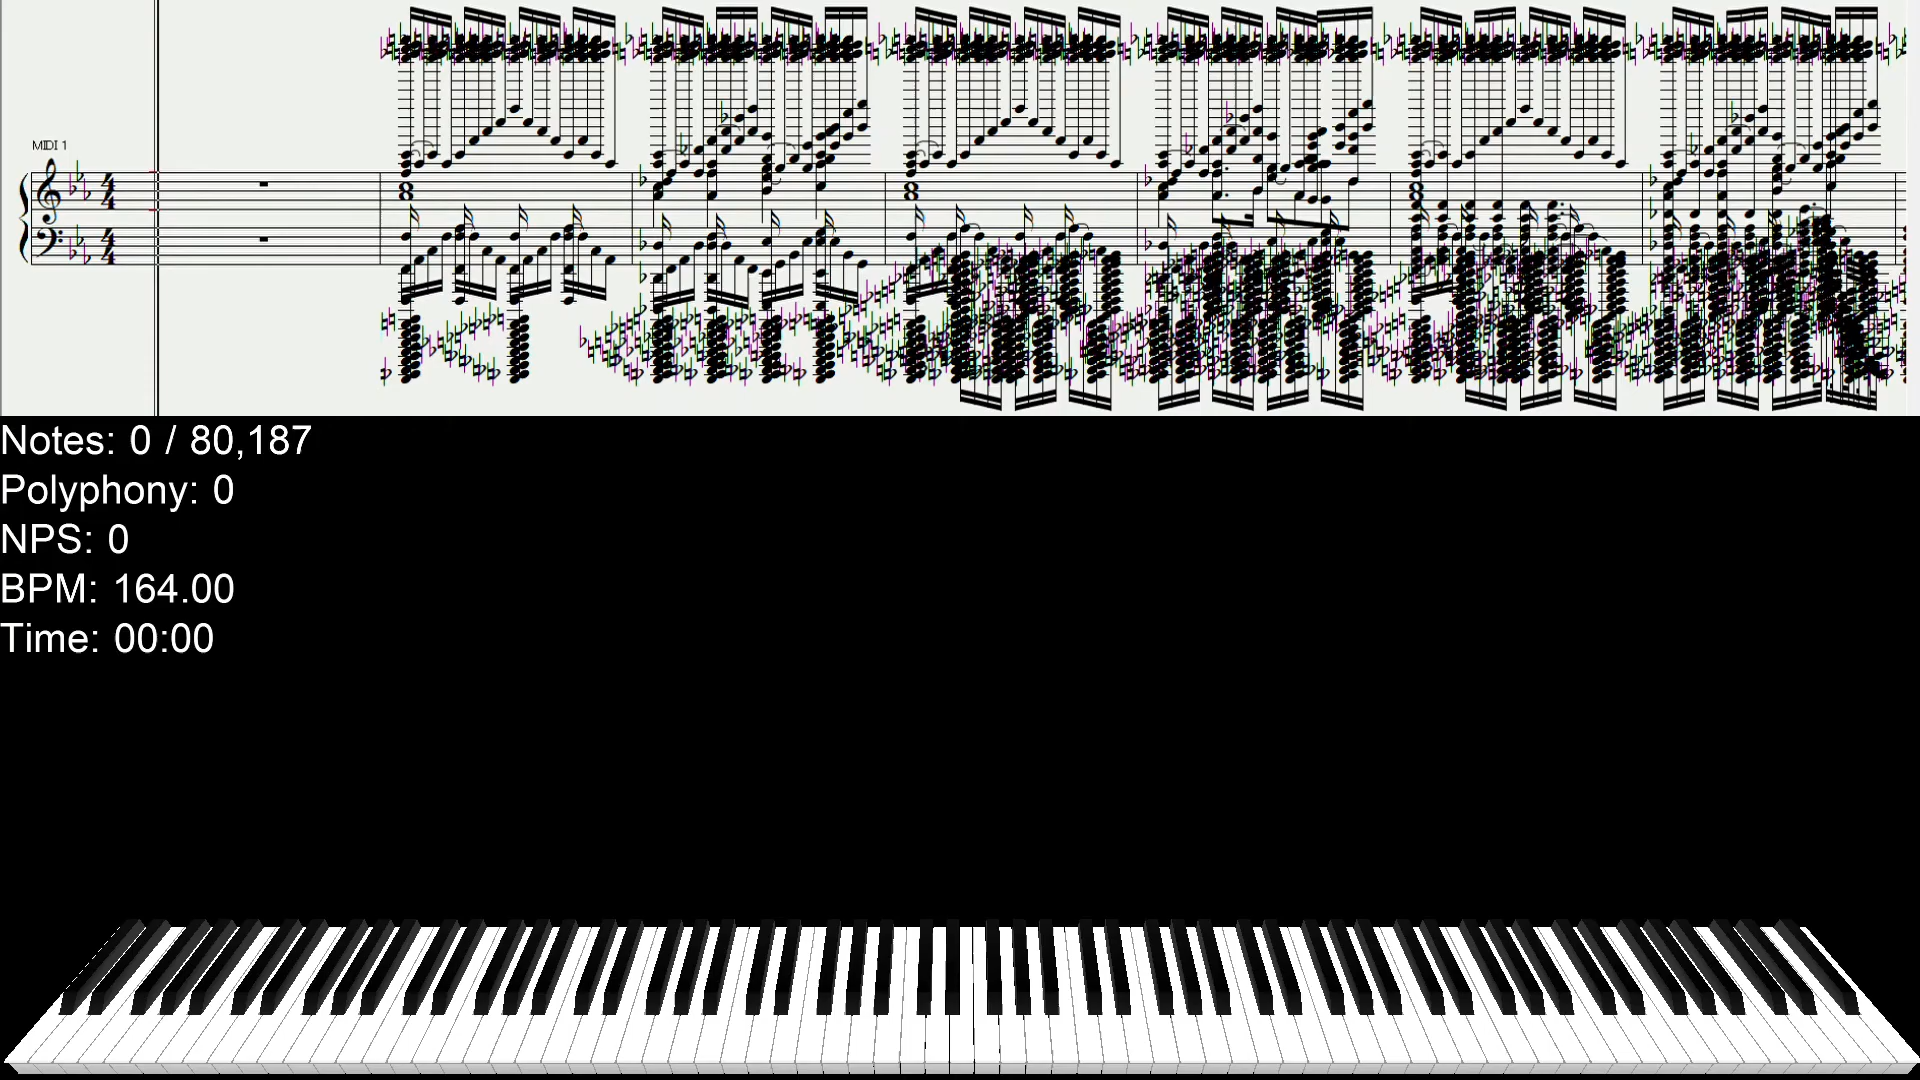 MIDI 1
Notes: 0 / 80,187
Polyphony: 0
NPS: 0
BPM: 164.00
Time: 00:00